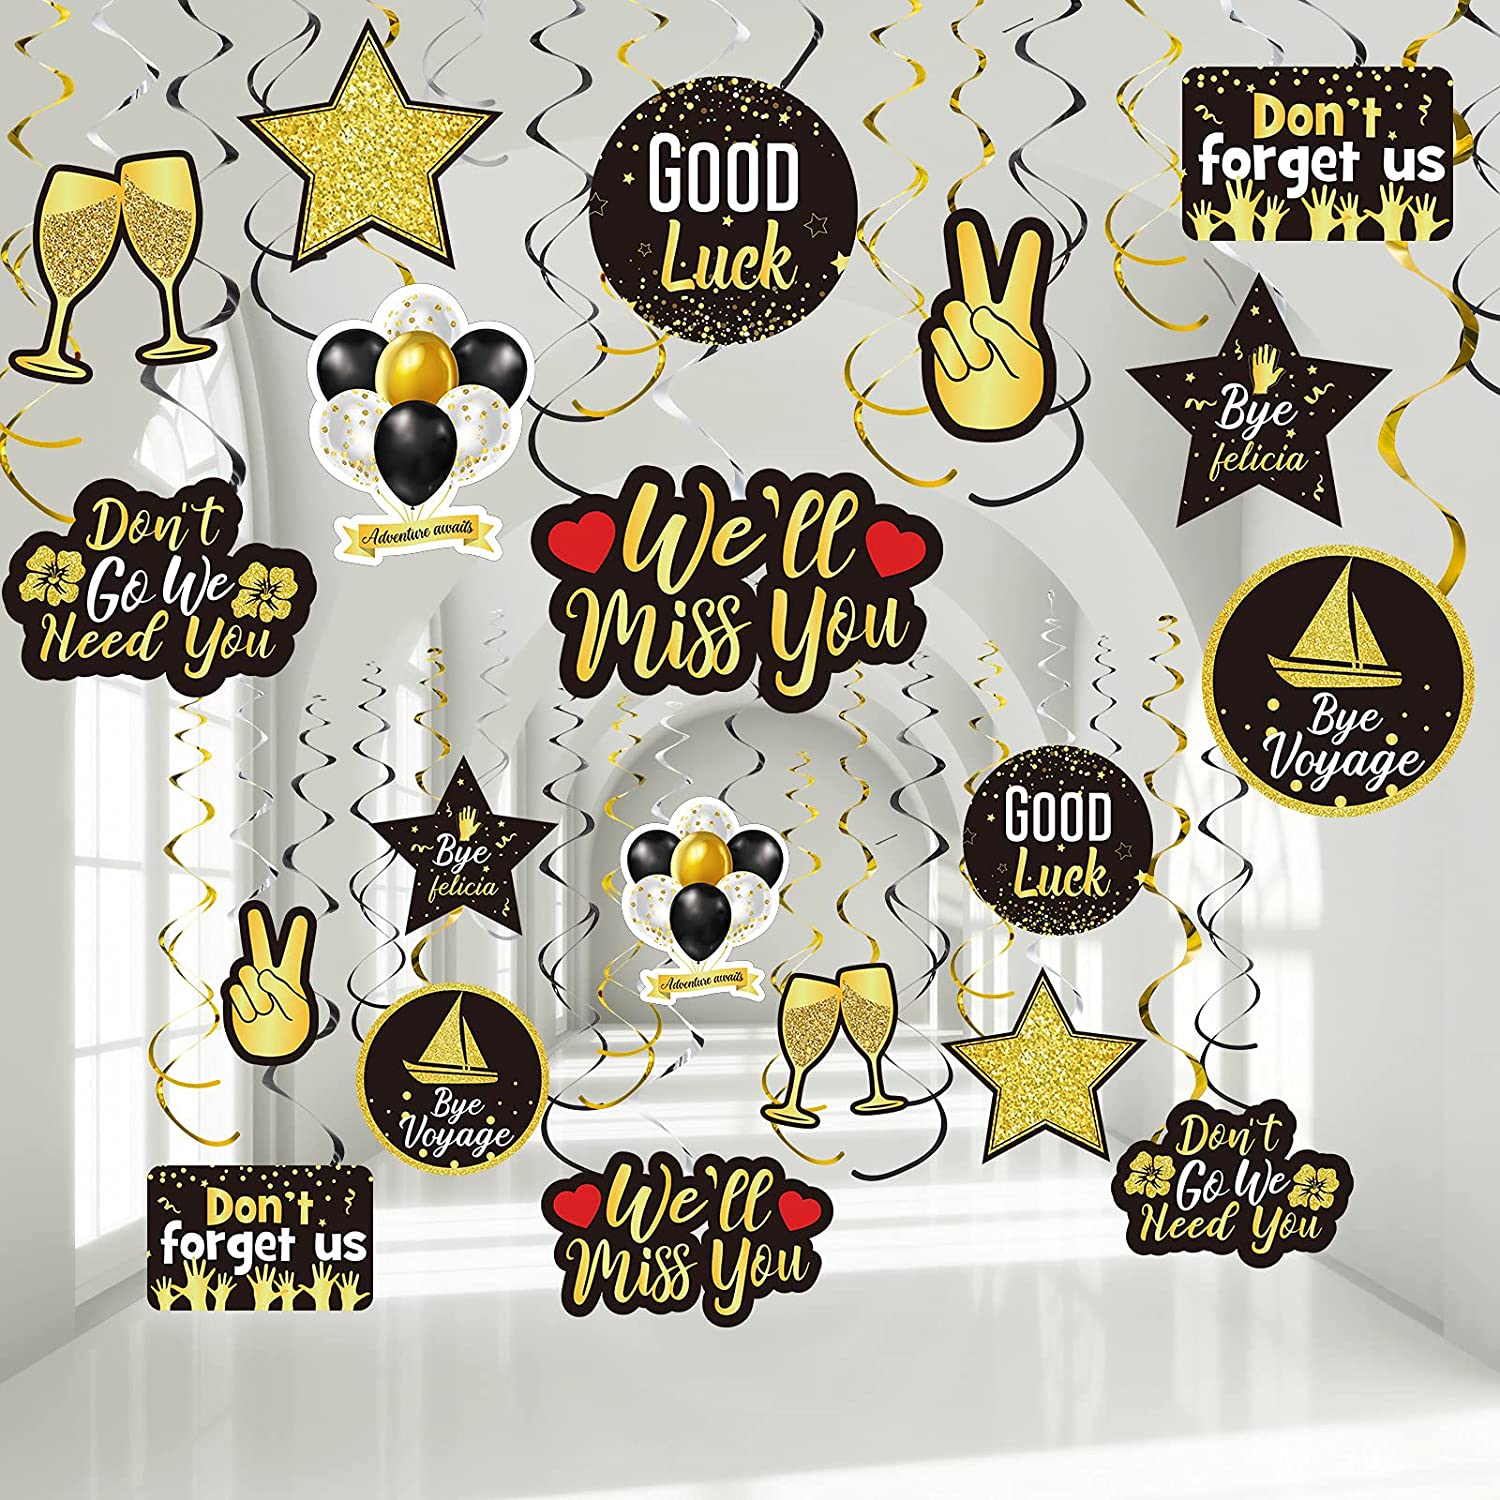 GOOD
Luck
Don't
forget us
Bye
felicia
Adventure awaits
Don't
Go We
Need You
We'll
Miss You
Bye
Voyage
Bye
felicia
GOOD
Luck
Adventure awaits
Bye
Voyage
Don't
forget us
We'll
Miss You
Don't
Go We
Need You